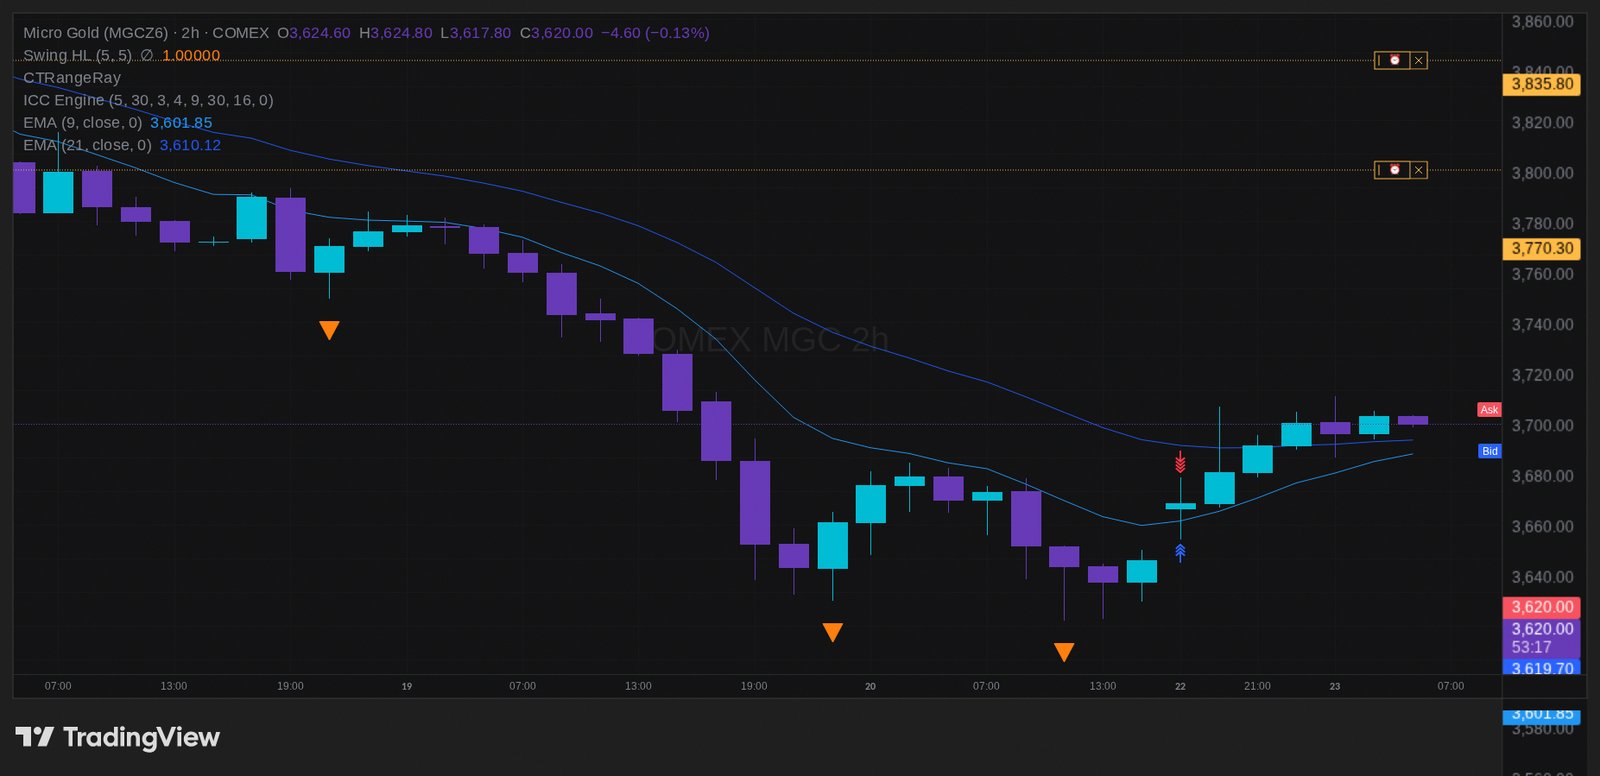 Micro Gold (MGCZ6) · 2h · COMEX O3,624.60 H3,624.80 L3,617.80 C3,620.00 −4.60 (−0.13%)
Swing HL (5, 5) ∅ 1.00000
CTRangeRay
ICC Engine (5, 30, 3, 4, 9, 30, 16, 0)
EMA (9, close, 0) 3,601.85
EMA (21, close, 0) 3,610.12
COMEX MGC 2h
3,860.00
3,840.00
3,835.80
3,820.00
3,800.00
3,780.00
3,770.30
3,760.00
3,740.00
3,720.00
Ask
3,700.00
Bid
3,680.00
3,660.00
3,640.00
3,620.00
3,620.00
53:17
3,619.70
3,601.85
3,580.00
07:00 13:00 19:00 19 07:00 13:00 19:00 20 07:00 13:00 22 21:00 23 07:00
TradingView